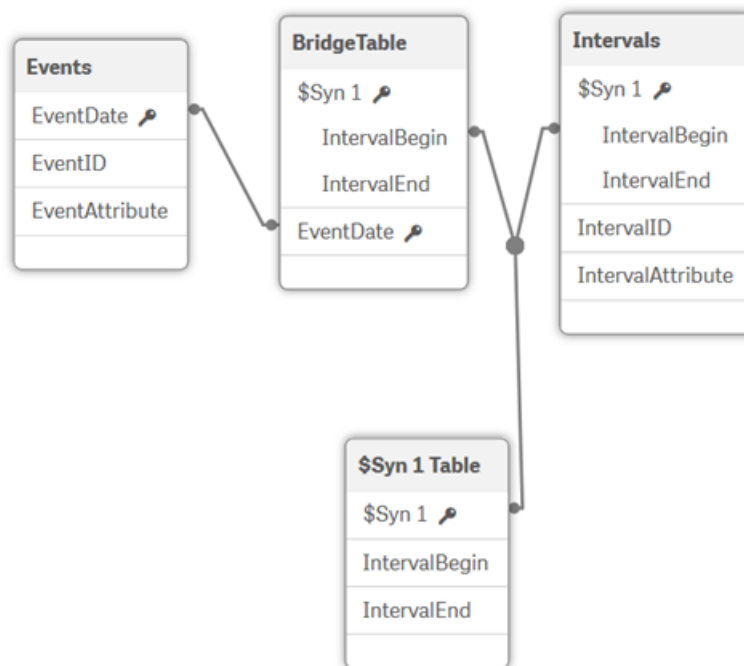 Events
EventDate
EventID
EventAttribute
BridgeTable
$Syn 1
IntervalBegin
IntervalEnd
EventDate
Intervals
$Syn 1
IntervalBegin
IntervalEnd
IntervalID
IntervalAttribute
$Syn 1 Table
$Syn 1
IntervalBegin
IntervalEnd